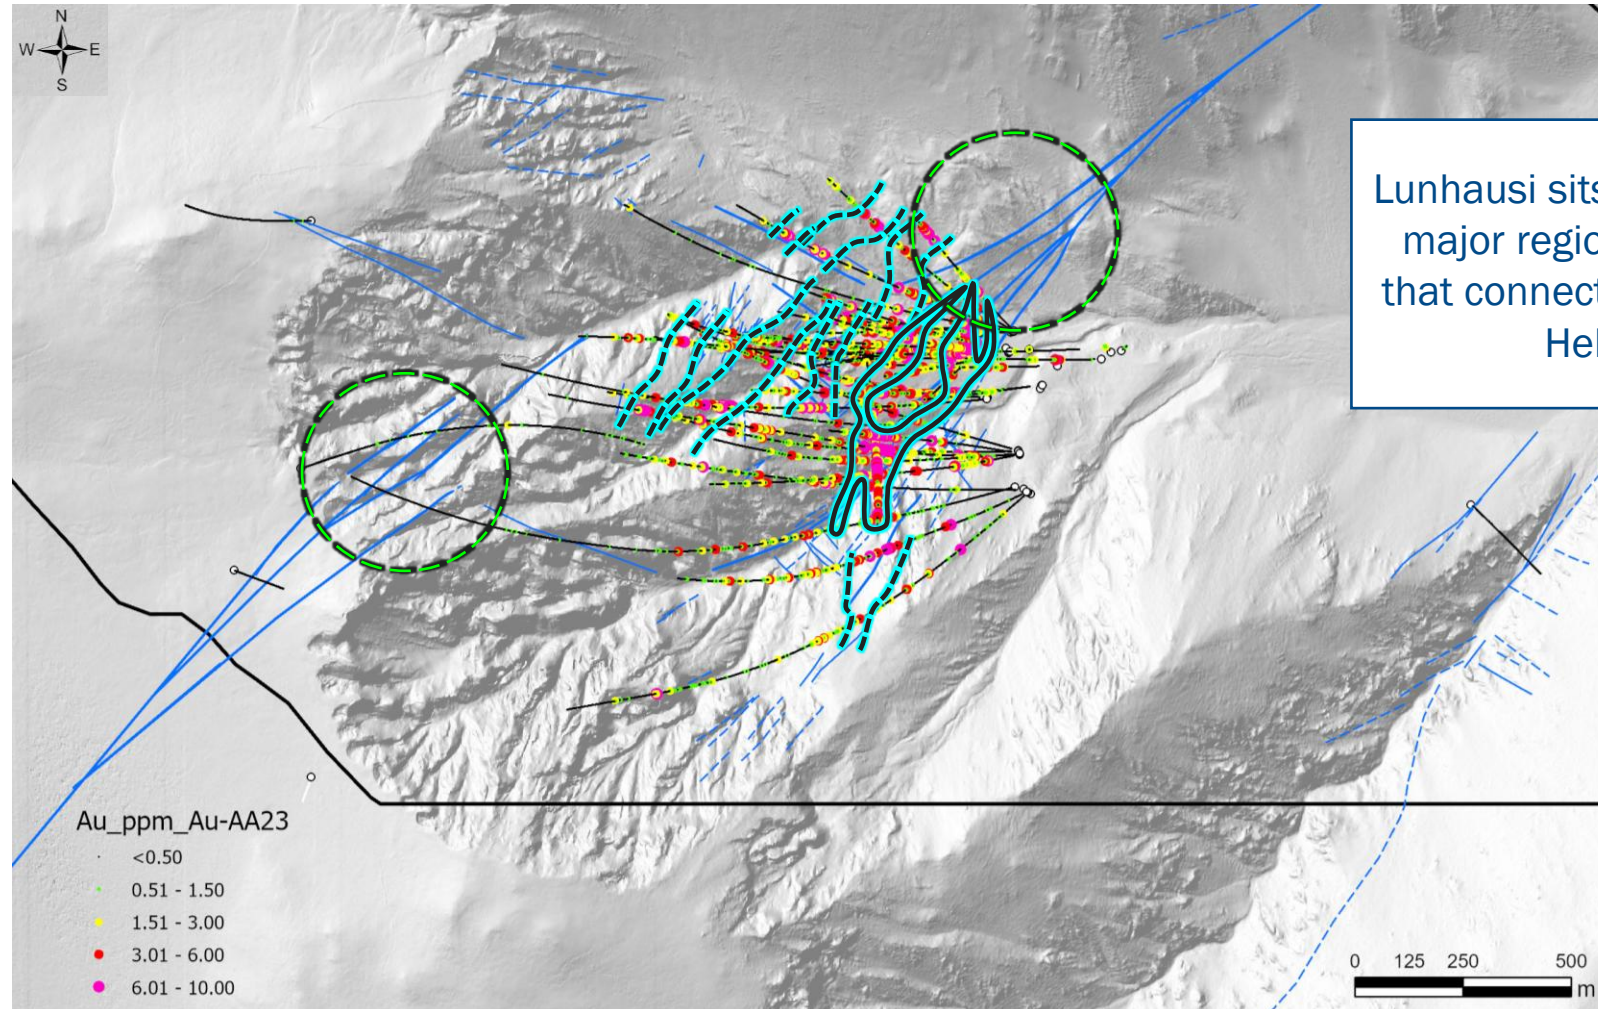 N
W E
S
Lunhausi sits
major regio
that connect
Hel
Au_ppm_Au-AA23
<0.50
0.51 - 1.50
1.51 - 3.00
3.01 - 6.00
6.01 - 10.00
0 125 250 500
m